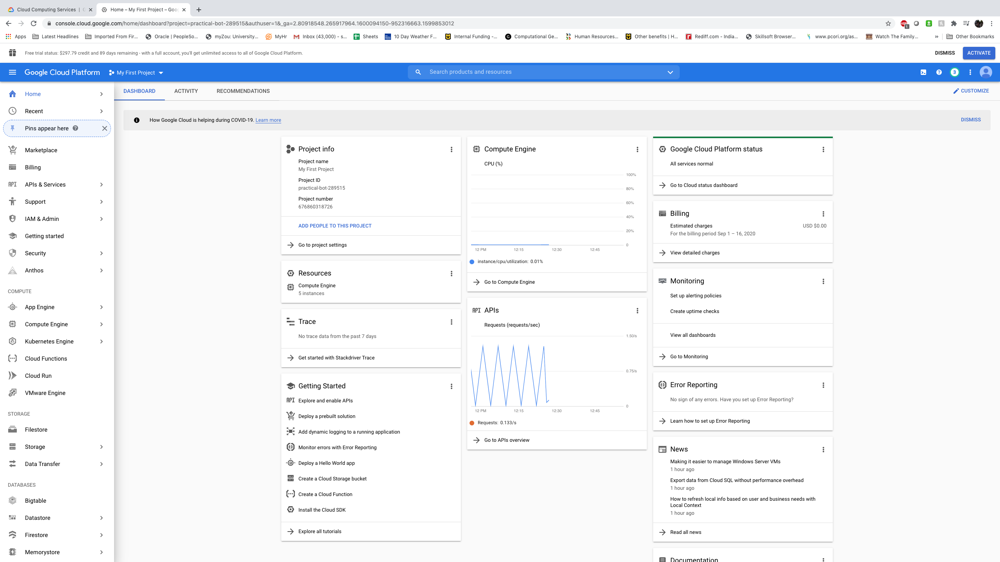 Cloud Computing Services | G
Home – My First Project – Goo
console.cloud.google.com/home/dashboard?project=practical-bot-289515&authuser=1&_ga=2.80918548.265917964.1600094150-952316663.1599853012
ABP 1
Apps Latest Headlines Imported From Fir... Oracle | PeopleSo... myZou: University... MyHr Inbox (43,000) – s... Sheets 10 Day Weather F... Internal Funding -... Computational Ge... Human Resources... Other benefits | H... Rediff.com - India... Skillsoft Browser... www.pcori.org/as... Watch The Family... » Other Bookmarks
Free trial status: $297.79 credit and 89 days remaining - with a full account, you'll get unlimited access to all of Google Cloud Platform.
DISMISS
ACTIVATE
Google Cloud Platform
My First Project
Search products and resources
3
Home
Recent
Pins appear here
Marketplace
Billing
API APIs & Services
Support
IAM & Admin
Getting started
Security
Anthos
COMPUTE
App Engine
Compute Engine
Kubernetes Engine
Cloud Functions
Cloud Run
VMware Engine
STORAGE
Filestore
Storage
Data Transfer
DATABASES
Bigtable
Datastore
Firestore
Memorystore
DASHBOARD
ACTIVITY
RECOMMENDATIONS
CUSTOMIZE
How Google Cloud is helping during COVID-19. Learn more
DISMISS
Project info
Project name
My First Project
Project ID
practical-bot-289515
Project number
676860318726
ADD PEOPLE TO THIS PROJECT
Go to project settings
Resources
Compute Engine
5 instances
Trace
No trace data from the past 7 days
Get started with Stackdriver Trace
Getting Started
API Explore and enable APIs
Deploy a prebuilt solution
Add dynamic logging to a running application
Monitor errors with Error Reporting
Deploy a Hello World app
Create a Cloud Storage bucket
Create a Cloud Function
Install the Cloud SDK
Explore all tutorials
Compute Engine
CPU (%)
100%
80%
60%
40%
20%
0
12 PM 12:15 12:30 12:45
instance/cpu/utilization: 0.01%
Go to Compute Engine
API APIs
Requests (requests/sec)
1.50/s
0.75/s
0
12 PM 12:15 12:30 12:45
Requests: 0.133/s
Go to APIs overview
Google Cloud Platform status
All services normal
Go to Cloud status dashboard
Billing
Estimated charges USD $0.00
For the billing period Sep 1 – 16, 2020
View detailed charges
Monitoring
Set up alerting policies
Create uptime checks
View all dashboards
Go to Monitoring
Error Reporting
No sign of any errors. Have you set up Error Reporting?
Learn how to set up Error Reporting
News
Making it easier to manage Windows Server VMs
1 hour ago
Export data from Cloud SQL without performance overhead
1 hour ago
How to refresh local info based on user and business needs with
Local Context
1 hour ago
Read all news
Documentation